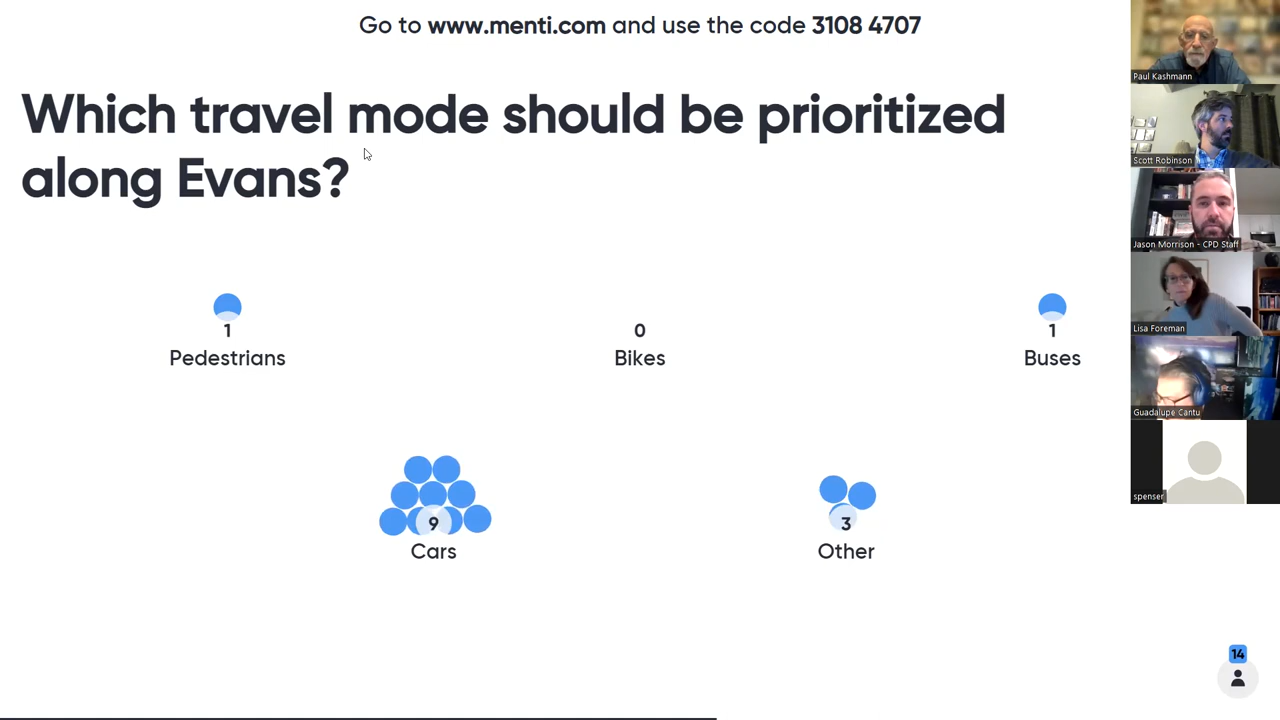 Go to www.menti.com and use the code 3108 4707
Which travel mode should be prioritized
along Evans?
1
Pedestrians
0
Bikes
1
Buses
9
Cars
3
Other
14
Paul Kashmann
Scott Robinson
Jason Morrison - CPD Staff
Lisa Foreman
Guadalupe Cantu
spenser